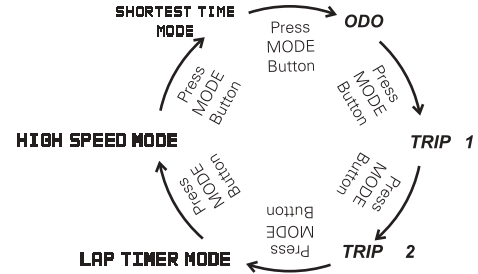 SHORTEST TIME
MODE
Press
MODE
Button
ODO
Press
MODE
Button
TRIP 1
Press
MODE
Button
TRIP 2
Press
MODE
Button
LAP TIMER MODE
Press
MODE
Button
HIGH SPEED MODE
Press
MODE
Button